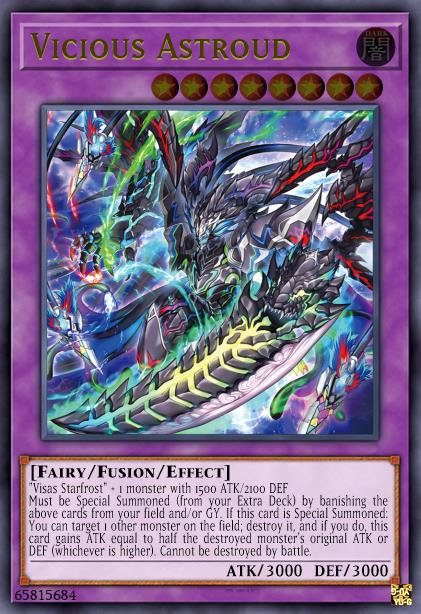 VICIOUS ASTROUD
DARK
闇
[FAIRY/FUSION/EFFECT]
"Visas Starfrost" + 1 monster with 1500 ATK/2100 DEF
Must be Special Summoned (from your Extra Deck) by banishing the
above cards from your field and/or GY. If this card is Special Summoned:
You can target 1 other monster on the field; destroy it, and if you do, this
card gains ATK equal to half the destroyed monster's original ATK or
DEF (whichever is higher). Cannot be destroyed by battle.
ATK/3000 DEF/3000
65815684